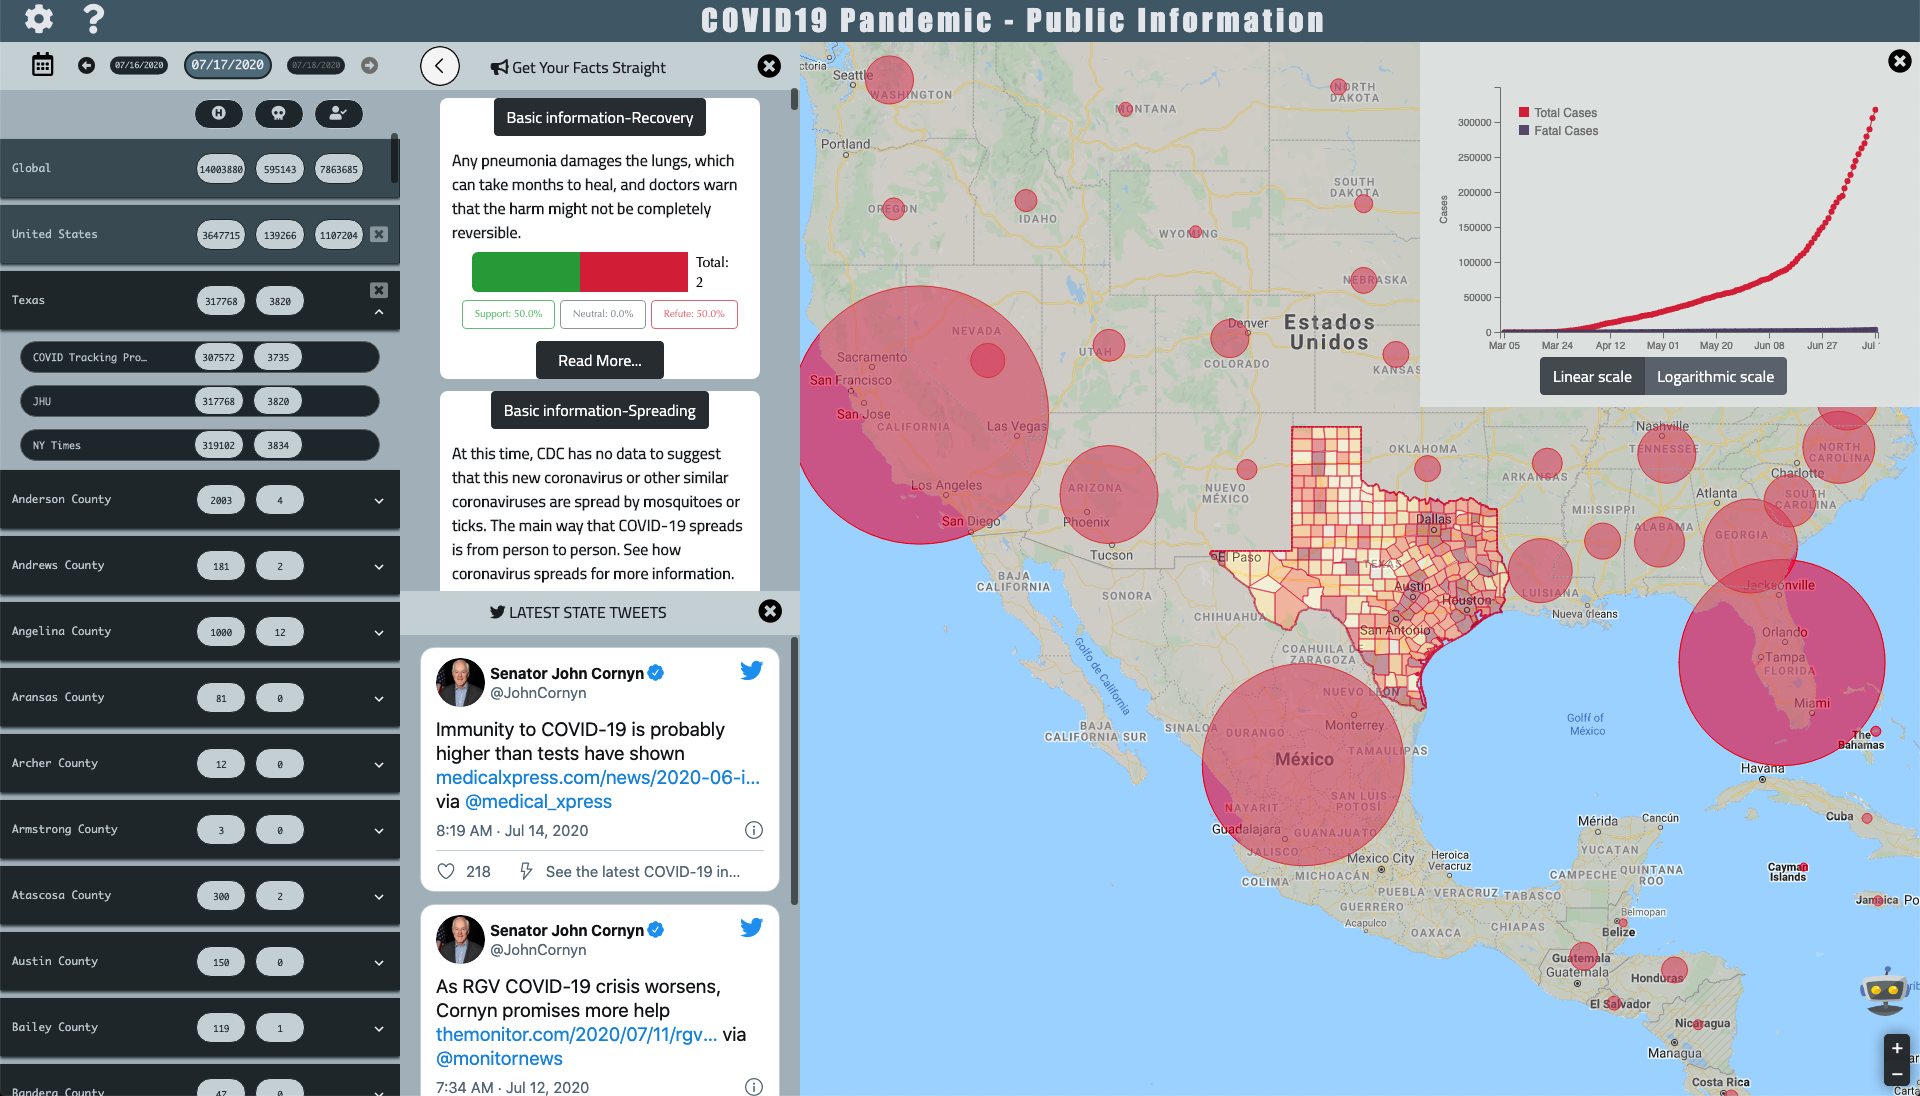 COVID19 Pandemic - Public Information
07/16/2020
07/17/2020
07/18/2020
Global 14003880 595143 7863685
United States 3647715 139266 1107204
Texas 317768 3820
COVID Tracking Pro… 307572 3735
JHU 317768 3820
NY Times 319102 3834
Anderson County 2003 4
Andrews County 181 2
Angelina County 1000 12
Aransas County 81 0
Archer County 12 0
Armstrong County 3 0
Atascosa County 300 2
Austin County 150 0
Bailey County 119 1
Bandera County 47 0
Get Your Facts Straight
Basic information-Recovery
Any pneumonia damages the lungs, which
can take months to heal, and doctors warn
that the harm might not be completely
reversible.
Total:
2
Support: 50.0%
Neutral: 0.0%
Refute: 50.0%
Read More...
Basic information-Spreading
At this time, CDC has no data to suggest
that this new coronavirus or other similar
coronaviruses are spread by mosquitoes or
ticks. The main way that COVID-19 spreads
is from person to person. See how
coronavirus spreads for more information.
LATEST STATE TWEETS
Senator John Cornyn
@JohnCornyn
Immunity to COVID-19 is probably
higher than tests have shown
medicalxpress.com/news/2020-06-i…
via @medical_xpress
8:19 AM · Jul 14, 2020
218
See the latest COVID-19 in…
Senator John Cornyn
@JohnCornyn
As RGV COVID-19 crisis worsens,
Cornyn promises more help
themonitor.com/2020/07/11/rgv… via
@monitornews
7:34 AM · Jul 12, 2020
Total Cases
Fatal Cases
Cases
300000
250000
200000
150000
100000
50000
0
Mar 05
Mar 24
Apr 12
May 01
May 20
Jun 08
Jun 27
Jul
Linear scale
Logarithmic scale
ctoria
Seattle
WASHINGTON
Portland
OREGON
MONTANA
NORTH
DAKOTA
IDAHO
SOUTH
DAKOTA
WYOMING
NEBRASKA
NEVADA
UTAH
Denver
COLORADO
Estados
Unidos
KANSAS
Sacramento
San Francisco
San Jose
CALIFORNIA
Las Vegas
Los Angeles
San Diego
ARIZONA
Phoenix
Tucson
NUEVO
MÉXICO
OKLAHOMA
ARKANSAS
Nashville
TENNESSEE
NORTH
CAROLINA
Charlotte
SOUTH
CAROLINA
Atlanta
ALABAMA
GEORGIA
Dallas
El Paso
TEXAS
Austin
Houston
San Antonio
LUISIANA
Nueva Orleans
Jacksonville
Orlando
Tampa
FLORIDA
Miami
BAJA
CALIFORNIA
SONORA
CHIHUAHUA
COAHUILA DE
ZARAGOZA
Golfo de California
BAJA
CALIFORNIA SUR
SINALOA
DURANGO
NUEVO LEON
Monterrey
TAMAULIPAS
México
SAN LUIS
POTOSÍ
NAYARIT
Guadalajara
GUANAJUATO
JALISCO
COLIMA
MICHOACÁN
Mexico City
Heroica
Veracruz
PUEBLA
VERACRUZ
TABASCO
GUERRERO
Acapulco
OAXACA
CHIAPAS
Golf of
México
The
Bahamas
Havana
Cuba
Mérida
Cancún
YUCATAN
CAMPECHE
QUINTANA
ROO
Cayman
Islands
Jamaica
Po
Belmopan
Belize
Guatemala
Guatemala
Honduras
El Salvador
Nicaragua
Managua
Costa Rica